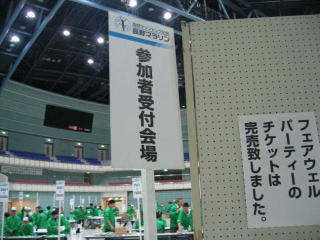 長野マラソン
参加者受付会場
フェアウェル
パーティーの
チケットは
完売致しました。